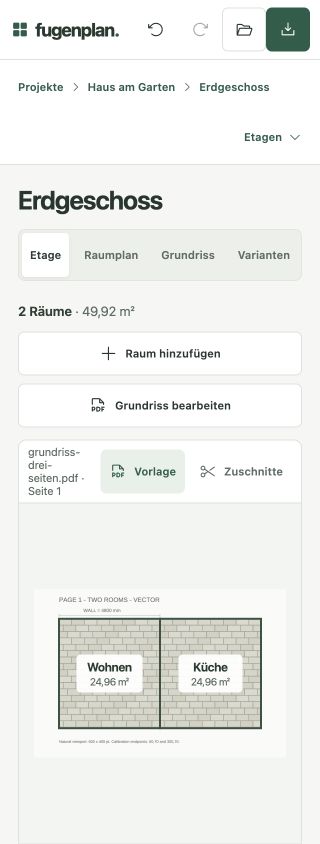 fugenplan.
Projekte > Haus am Garten > Erdgeschoss
Etagen
Erdgeschoss
Etage Raumplan Grundriss Varianten
2 Räume · 49,92 m²
Raum hinzufügen
PDF Grundriss bearbeiten
grundriss-
drei-
seiten.pdf ·
Seite 1
PDF Vorlage
Zuschnitte
PAGE 1 - TWO ROOMS - VECTOR
WALL = 4800 mm
Wohnen
24,96 m²
Küche
24,96 m²